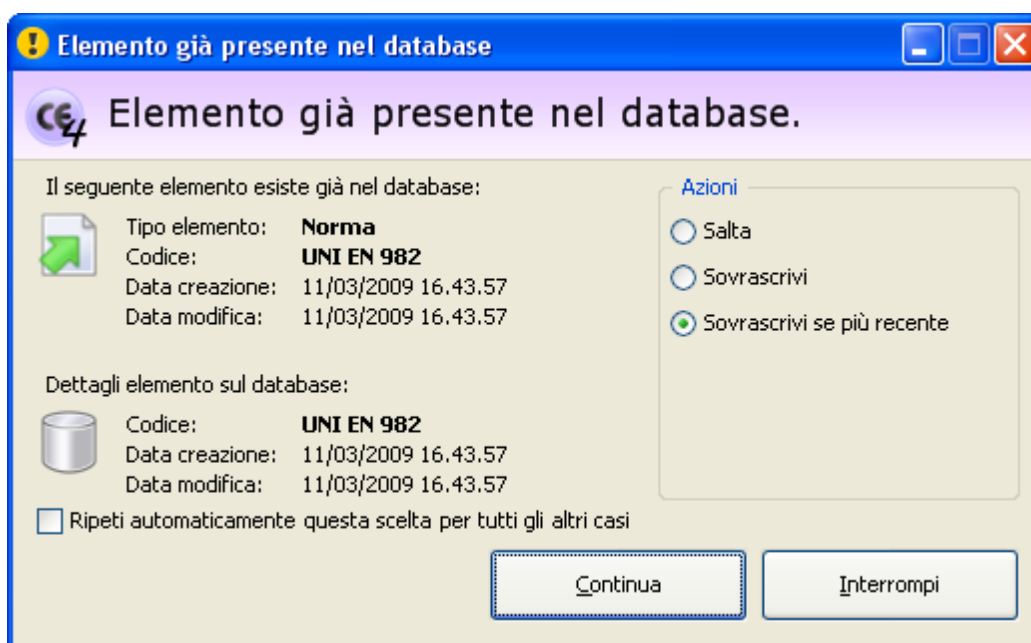 Elemento già presente nel database
CE4 Elemento già presente nel database.
Il seguente elemento esiste già nel database:
Tipo elemento: Norma
Codice: UNI EN 982
Data creazione: 11/03/2009 16.43.57
Data modifica: 11/03/2009 16.43.57
Dettagli elemento sul database:
Codice: UNI EN 982
Data creazione: 11/03/2009 16.43.57
Data modifica: 11/03/2009 16.43.57
Ripeti automaticamente questa scelta per tutti gli altri casi
Azioni
Salta
Sovrascrivi
Sovrascrivi se più recente
Continua
Interrompi